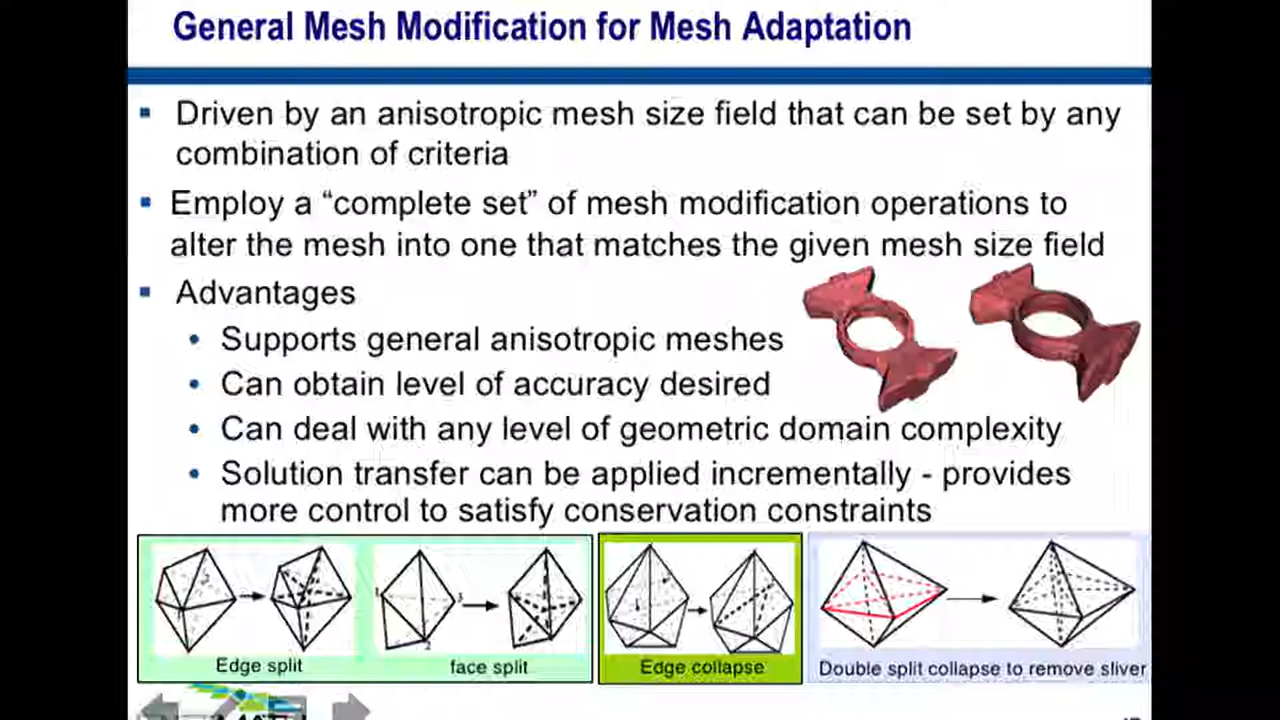 General Mesh Modification for Mesh Adaptation
Driven by an anisotropic mesh size field that can be set by any
combination of criteria
Employ a “complete set” of mesh modification operations to
alter the mesh into one that matches the given mesh size field
Advantages
Supports general anisotropic meshes
Can obtain level of accuracy desired
Can deal with any level of geometric domain complexity
Solution transfer can be applied incrementally - provides
more control to satisfy conservation constraints
Edge split
face split
Edge collapse
Double split collapse to remove sliver